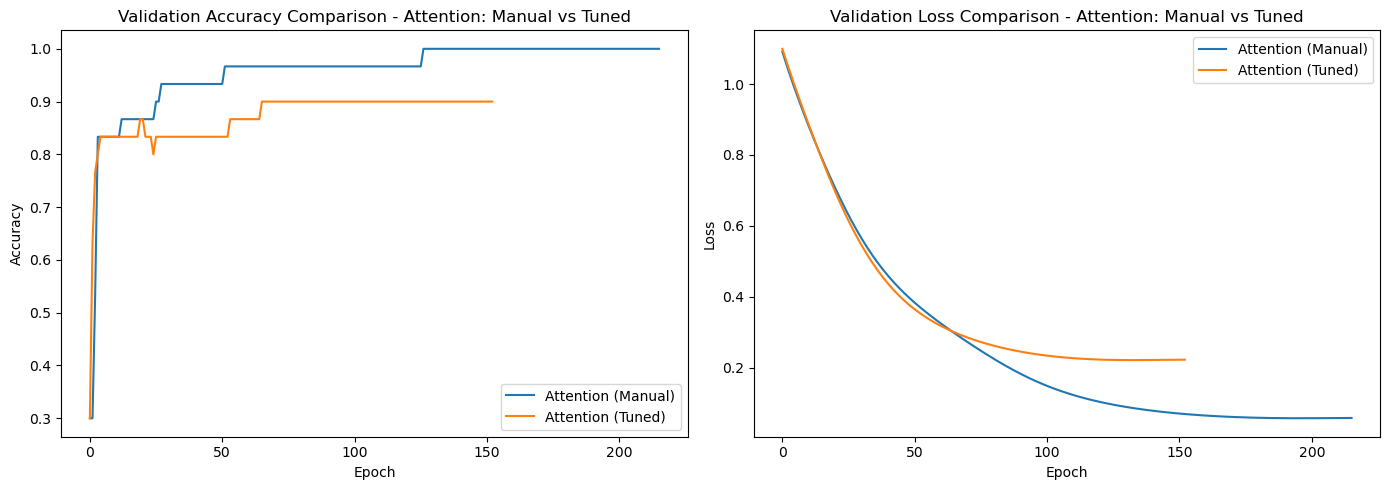 Validation Accuracy Comparison - Attention: Manual vs Tuned
1.0
0.9
0.8
0.7
0.6
0.5
0.4
0.3
Accuracy
0
50
100
150
200
Epoch
Attention (Manual)
Attention (Tuned)
Validation Loss Comparison - Attention: Manual vs Tuned
Attention (Manual)
Attention (Tuned)
1.0
0.8
0.6
0.4
0.2
Loss
0
50
100
150
200
Epoch